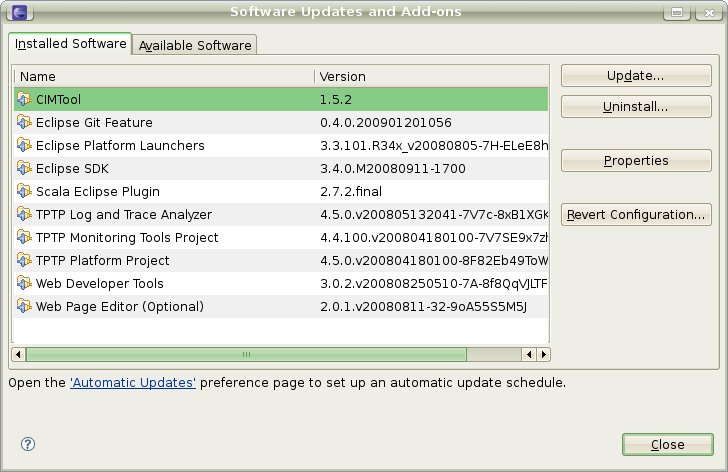 Software Updates and Add-ons
Installed Software Available Software
Name Version
CIMTool 1.5.2
Eclipse Git Feature 0.4.0.200901201056
Eclipse Platform Launchers 3.3.101.R34x_v20080805-7H-ELeE8h
Eclipse SDK 3.4.0.M20080911-1700
Scala Eclipse Plugin 2.7.2.final
TPTP Log and Trace Analyzer 4.5.0.v200805132041-7V7c-8xB1XGK
TPTP Monitoring Tools Project 4.4.100.v200804180100-7V7SE9x7zh
TPTP Platform Project 4.5.0.v200804180100-8F82Eb49ToW
Web Developer Tools 3.0.2.v200808250510-7A-8f8QqVJLTF
Web Page Editor (Optional) 2.0.1.v20080811-32-9oA55S5M5J
Update...
Uninstall...
Properties
Revert Configuration...
Open the 'Automatic Updates' preference page to set up an automatic update schedule.
?
Close